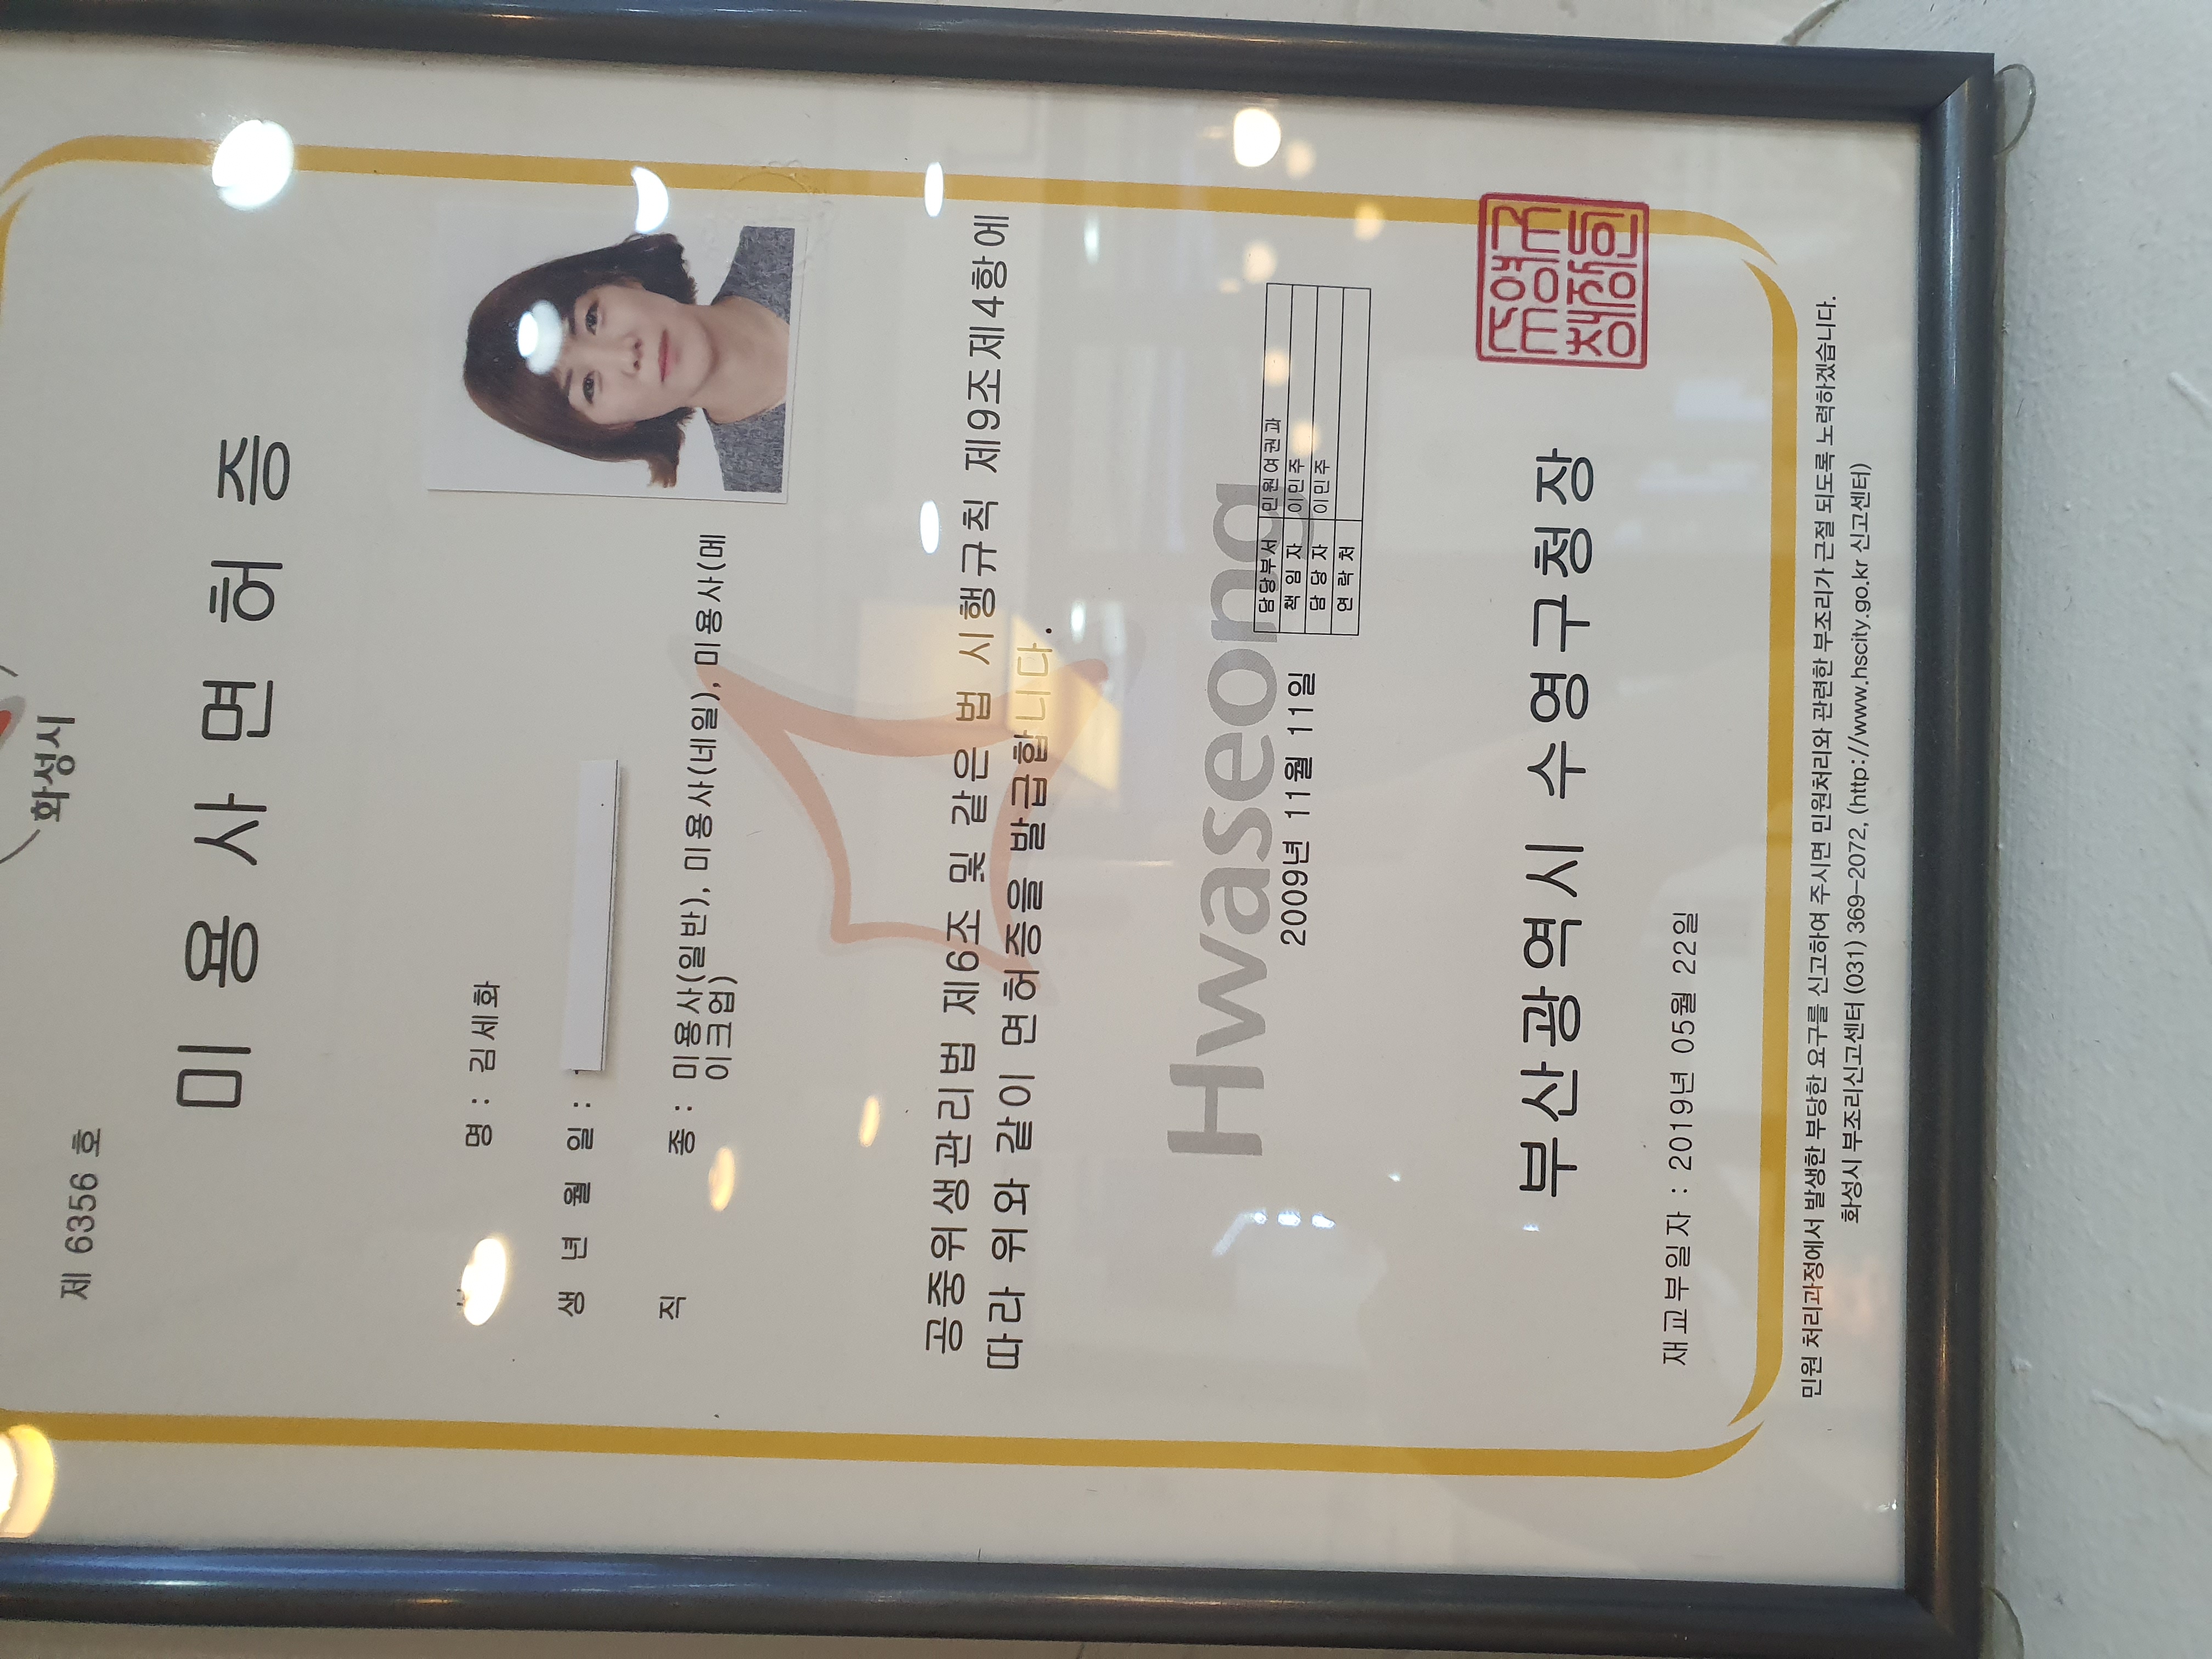 화성시
제 6356 호
미 용 사 면 허 증
명 : 김세화
생 년 월 일 :
직 종 : 미용사(일반), 미용사(네일), 미용사(메
이크업)
공중위생관리법 제6조 및 같은 법 시행규칙 제9조제4항에
따라 위와 같이 면허증을 발급합니다.
Hwaseong
2009년 11월 11일
담당부서 민원여권과
책 임 자 이민주
담 당 자 이민주
연 락 처
부산광역시 수영구청장
재교부일자 : 2019년 05월 22일
민원 처리과정에서 발생한 부당한 요구를 신고하여 주시면 민원처리와 관련한 부조리가 근절 되도록 노력하겠습니다.
화성시 부조리신고센터 (031) 369-2072, (http://www.hscity.go.kr 신고센터)